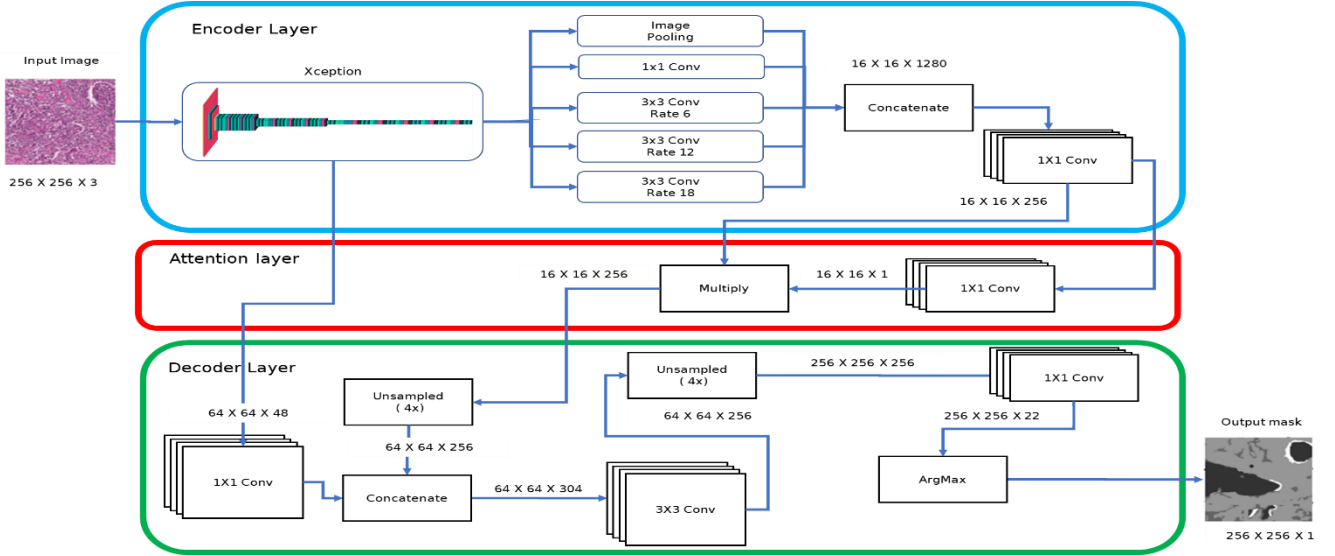 Encoder Layer
Input Image
256 X 256 X 3
Xception
Image
Pooling
1x1 Conv
3x3 Conv
Rate 6
3x3 Conv
Rate 12
3x3 Conv
Rate 18
16 X 16 X 1280
Concatenate
1X1 Conv
16 X 16 X 256
Attention layer
16 X 16 X 256
Multiply
16 X 16 X 1
1X1 Conv
Decoder Layer
64 X 64 X 48
1X1 Conv
Unsampled
( 4x)
64 X 64 X 256
Concatenate
64 X 64 X 304
3X3 Conv
64 X 64 X 256
Unsampled
( 4x)
256 X 256 X 256
1X1 Conv
256 X 256 X 22
ArgMax
Output mask
256 X 256 X 1